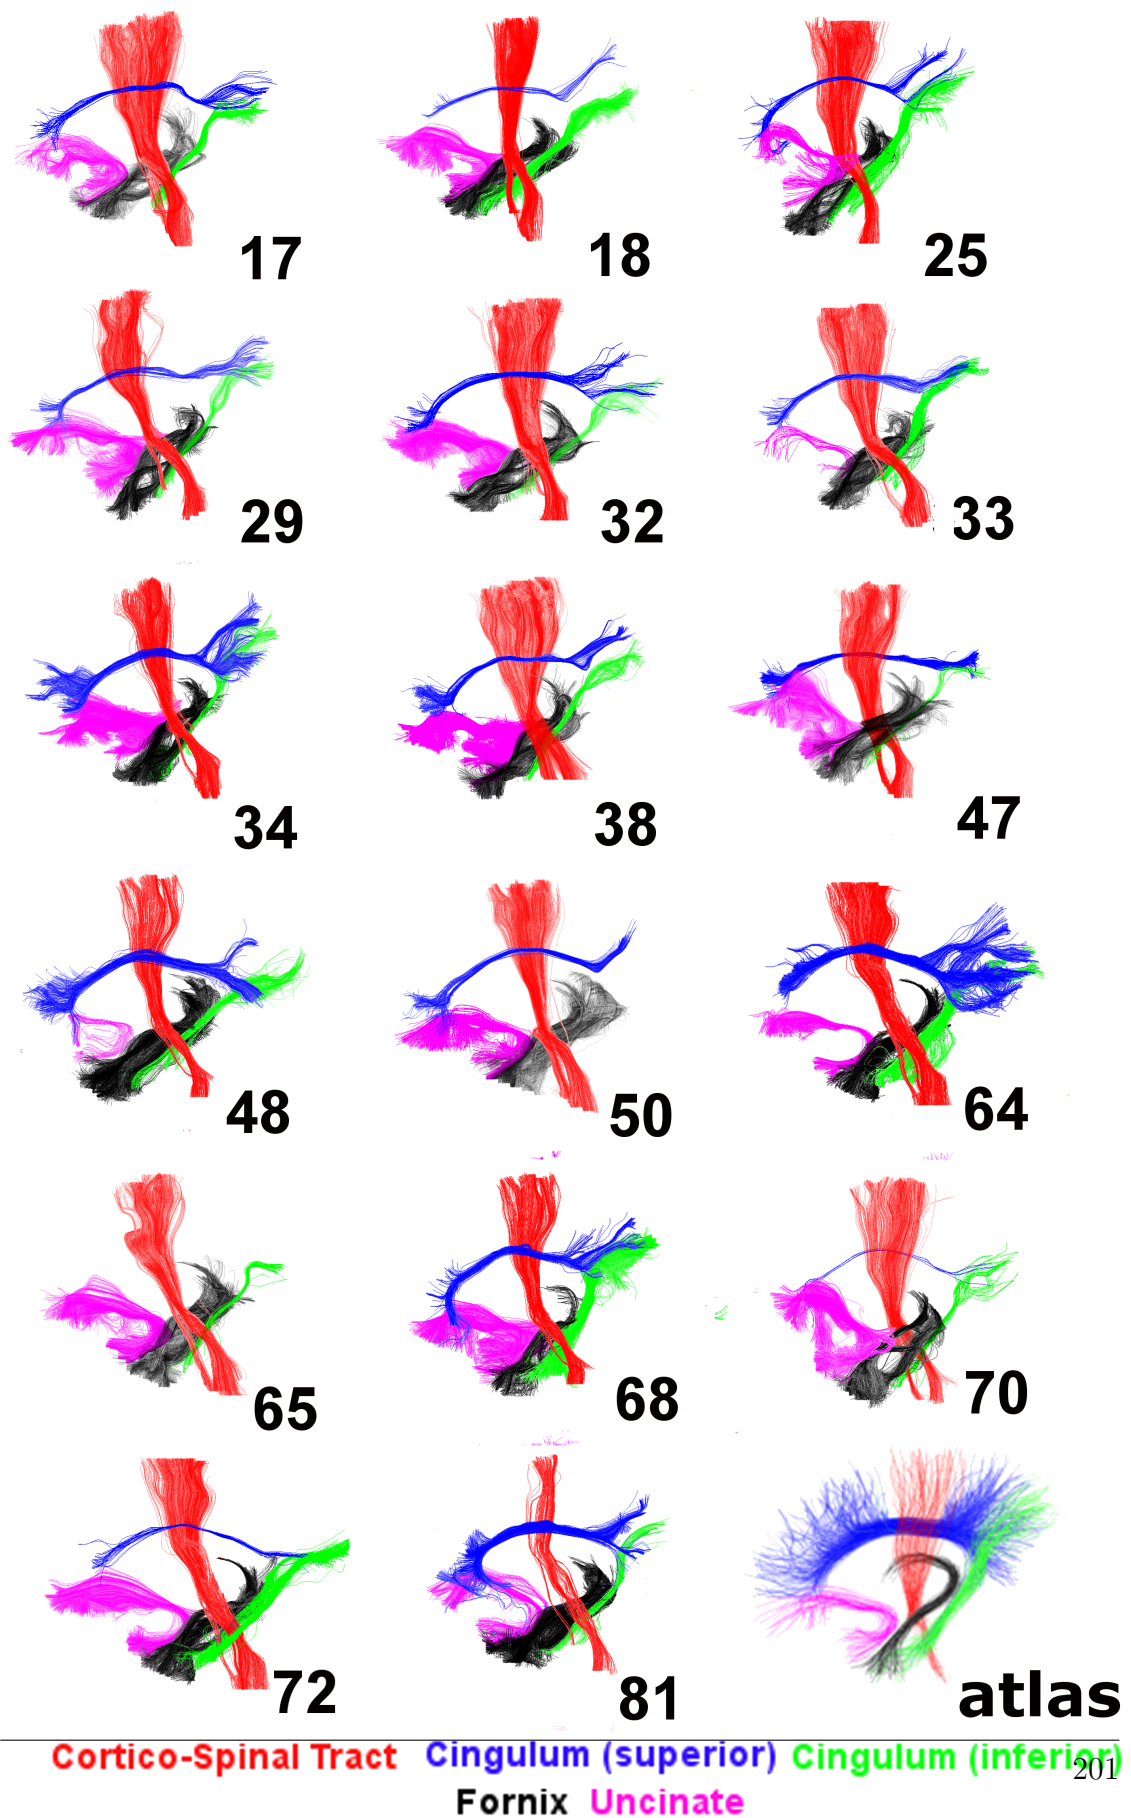 17 18 25
29 32 33
34 38 47
48 50 64
65 68 70
72 81 atlas
Cortico-Spinal Tract Cingulum (superior) Cingulum (inferior)
201
Fornix Uncinate